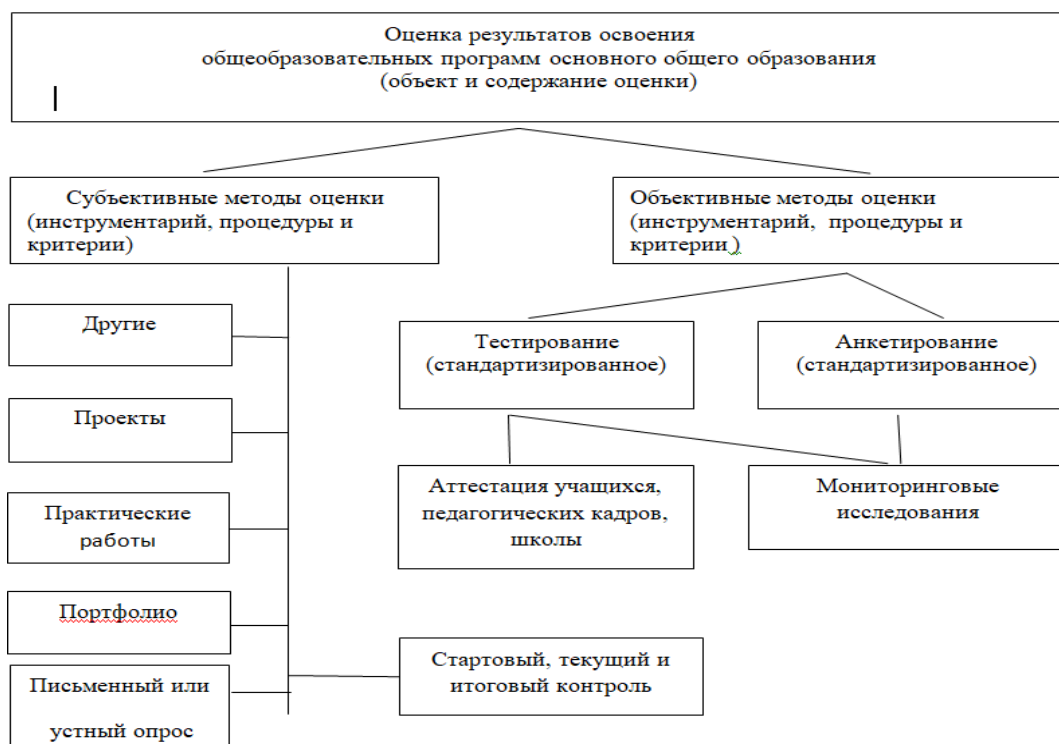 Оценка результатов освоения
общеобразовательных программ основного общего образования
(объект и содержание оценки)
Субъективные методы оценки
(инструментарий, процедуры и
критерии)
Объективные методы оценки
(инструментарий, процедуры и
критерии )
Другие
Тестирование
(стандартизированное)
Анкетирование
(стандартизированное)
Проекты
Аттестация учащихся,
педагогических кадров,
школы
Мониторинговые
исследования
Практические
работы
Портфолио
Стартовый, текущий и
итоговый контроль
Письменный или
устный опрос